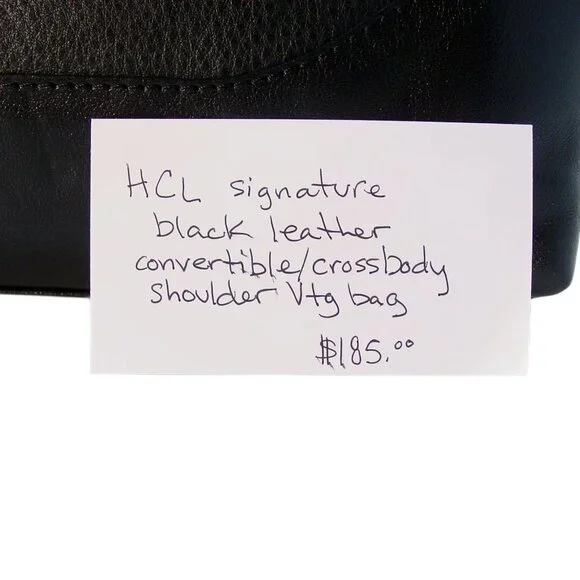 HCL signature
black leather
convertible/crossbody
shoulder Vtg bag
$185.00